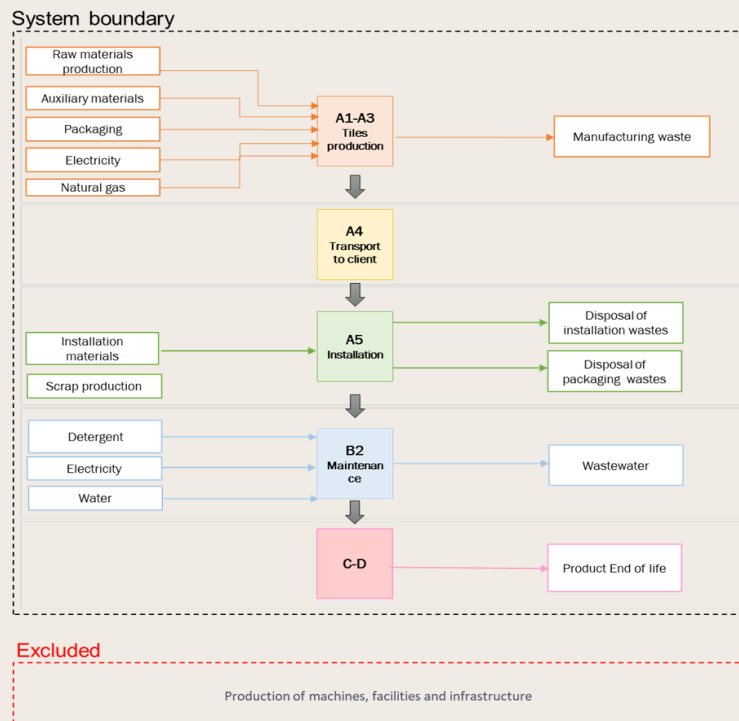 System boundary
Raw materials
production
Auxiliary materials
Packaging
Electricity
Natural gas
A1-A3
Tiles
production
Manufacturing waste
A4
Transport
to client
Installation
materials
Scrap production
A5
Installation
Disposal of
installation wastes
Disposal of
packaging wastes
Detergent
Electricity
Water
B2
Maintenan
ce
Wastewater
C-D
Product End of life
Excluded
Production of machines, facilities and infrastructure